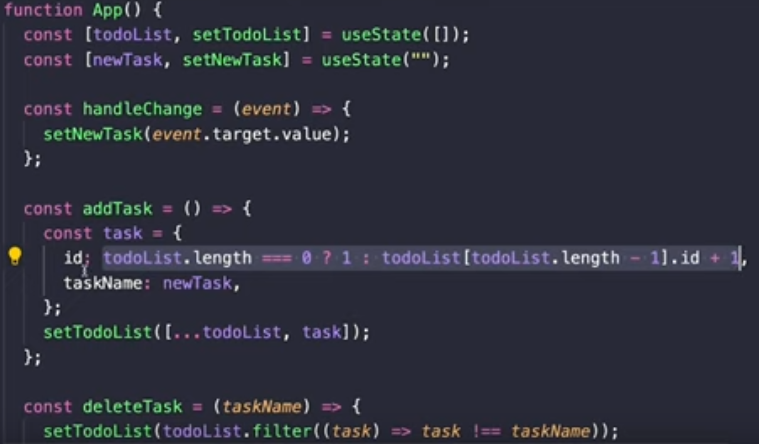 function App() {
const [todoList, setTodoList] = useState([]);
const [newTask, setNewTask] = useState("");
const handleChange = (event) => {
setNewTask(event.target.value);
};
const addTask = () => {
const task = {
id: todoList.length === 0 ? 1 : todoList[todoList.length - 1].id + 1,
taskName: newTask,
};
setTodoList([...todoList, task]);
};
const deleteTask = (taskName) => {
setTodoList(todoList.filter((task) => task !== taskName));